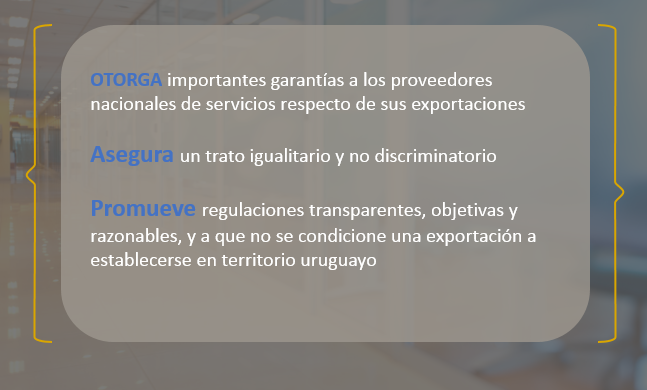 OTORGA importantes garantías a los proveedores
nacionales de servicios respecto de sus exportaciones
Asegura un trato igualitario y no discriminatorio
Promueve regulaciones transparentes, objetivas y
razonables, y a que no se condicione una exportación a
establecerse en territorio uruguayo